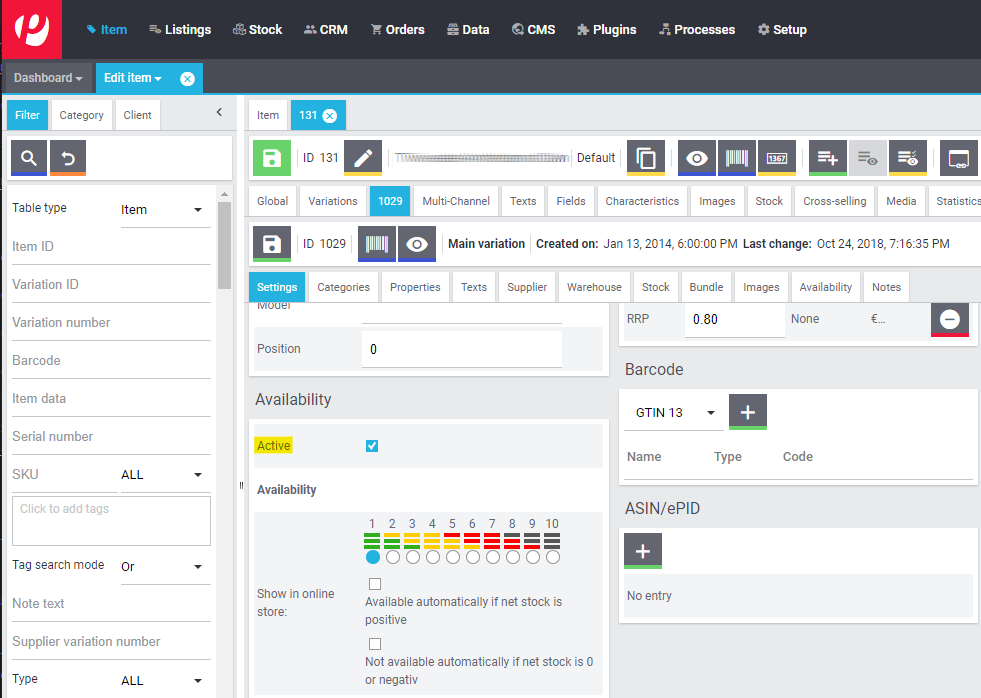 Item Listings Stock CRM Orders Data CMS Plugins Processes Setup
Dashboard Edit item
Filter Category Client
Item 131
ID 131 Default 1367
Global Variations 1029 Multi-Channel Texts Fields Characteristics Images Stock Cross-selling Media Statistics
ID 1029 Main variation Created on: Jan 13, 2014, 6:00:00 PM Last change: Oct 24, 2018, 7:16:35 PM
Settings Categories Properties Texts Supplier Warehouse Stock Bundle Images Availability Notes
Table type Item
Item ID
Variation ID
Variation number
Barcode
Item data
Serial number
SKU ALL
Click to add tags
Tag search mode Or
Note text
Supplier variation number
Type ALL
Model
Position 0
Availability
Active
Availability
1 2 3 4 5 6 7 8 9 10
Show in online
store:
Available automatically if net stock is
positive
Not available automatically if net stock is 0
or negativ
RRP 0.80 None €...
Barcode
GTIN 13
Name Type Code
ASIN/ePID
No entry